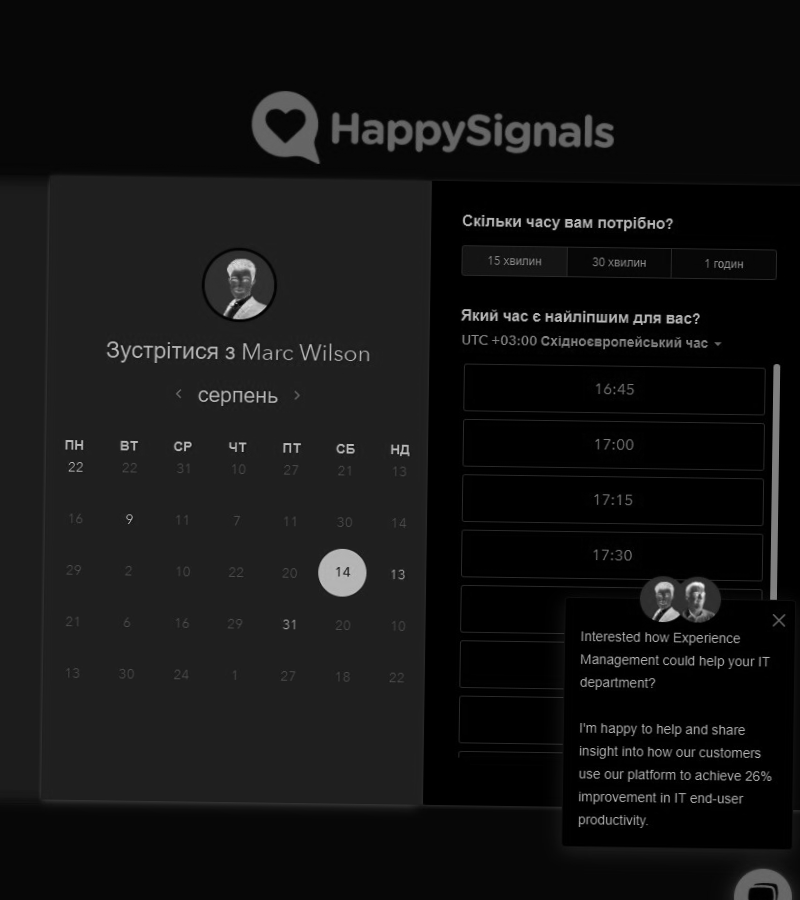 HappySignals
Зустрітися з Marc Wilson
серпень
ПН ВТ СР ЧТ ПТ СБ НД
22 22 31 10 27 21 13
16 9 11 7 11 30 14
29 2 10 22 20 14 13
21 6 16 29 31 20 10
13 30 24 1 27 18 22
Скільки часу вам потрібно?
15 хвилин 30 хвилин 1 годин
Який час є найліпшим для вас?
UTC +03:00 Східноєвропейський час
16:45
17:00
17:15
17:30
Interested how Experience
Management could help your IT
department?
I'm happy to help and share
insight into how our customers
use our platform to achieve 26%
improvement in IT end-user
productivity.